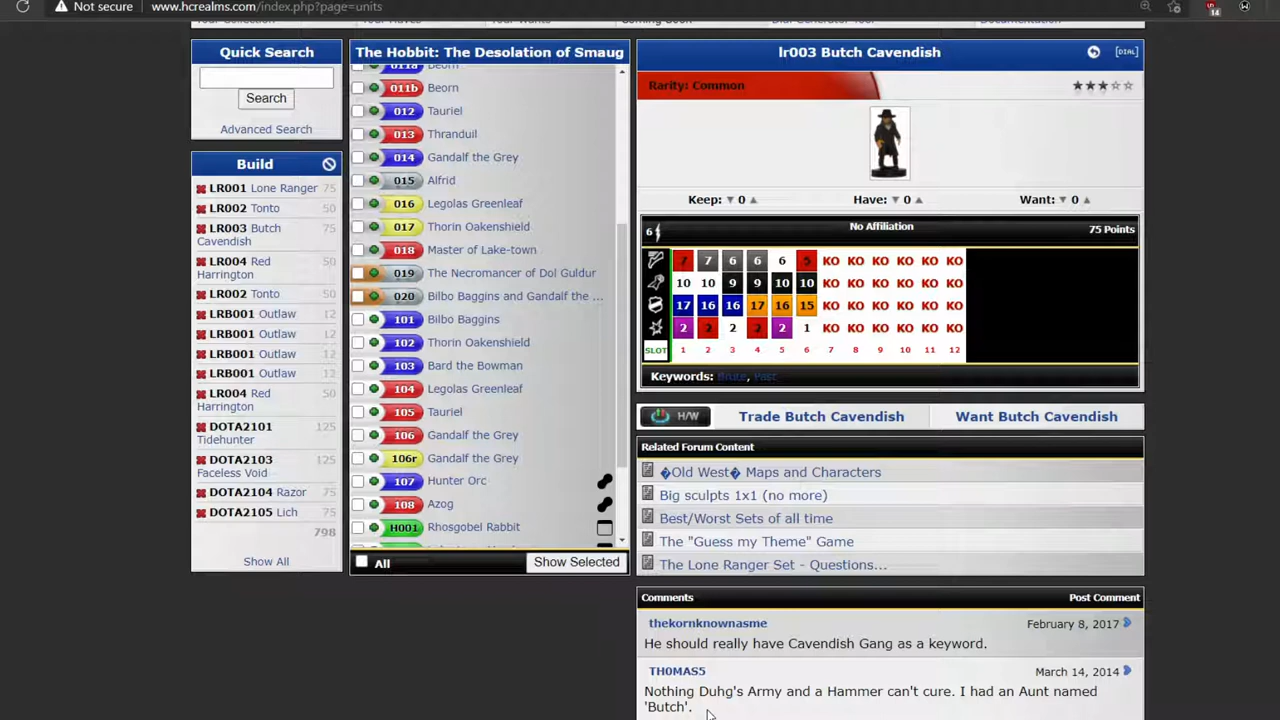 Not secure www.hcrealms.com/index.php?page=units
Quick Search
Search
Advanced Search
Build
LR001 Lone Ranger 75
LR002 Tonto 50
LR003 Butch 75
Cavendish
LR004 Red 50
Harrington
LR002 Tonto 50
LRB001 Outlaw 12
LRB001 Outlaw 12
LRB001 Outlaw 12
LRB001 Outlaw 12
LR004 Red 50
Harrington
DOTA2101 125
Tidehunter
DOTA2103 125
Faceless Void
DOTA2104 Razor 75
DOTA2105 Lich 75
798
Show All
The Hobbit: The Desolation of Smaug
011a Beorn
011b Beorn
012 Tauriel
013 Thranduil
014 Gandalf the Grey
015 Alfrid
016 Legolas Greenleaf
017 Thorin Oakenshield
018 Master of Lake-town
019 The Necromancer of Dol Guldur
020 Bilbo Baggins and Gandalf the ...
101 Bilbo Baggins
102 Thorin Oakenshield
103 Bard the Bowman
104 Legolas Greenleaf
105 Tauriel
106 Gandalf the Grey
106r Gandalf the Grey
107 Hunter Orc
108 Azog
H001 Rhosgobel Rabbit
All Show Selected
lr003 Butch Cavendish [DIAL]
Rarity: Common
Keep: 0 Have: 0 Want: 0
6 No Affiliation 75 Points
7 7 6 6 6 5 KO KO KO KO KO KO
10 10 9 9 10 10 KO KO KO KO KO KO
17 16 16 17 16 15 KO KO KO KO KO KO
2 2 2 2 2 1 KO KO KO KO KO KO
SLOT 1 2 3 4 5 6 7 8 9 10 11 12
Keywords: Brute, Past
H/W Trade Butch Cavendish Want Butch Cavendish
Related Forum Content
�Old West� Maps and Characters
Big sculpts 1x1 (no more)
Best/Worst Sets of all time
The "Guess my Theme" Game
The Lone Ranger Set - Questions...
Comments Post Comment
thekornknownasme February 8, 2017
He should really have Cavendish Gang as a keyword.
TH0MAS5 March 14, 2014
Nothing Duhg's Army and a Hammer can't cure. I had an Aunt named
'Butch'.